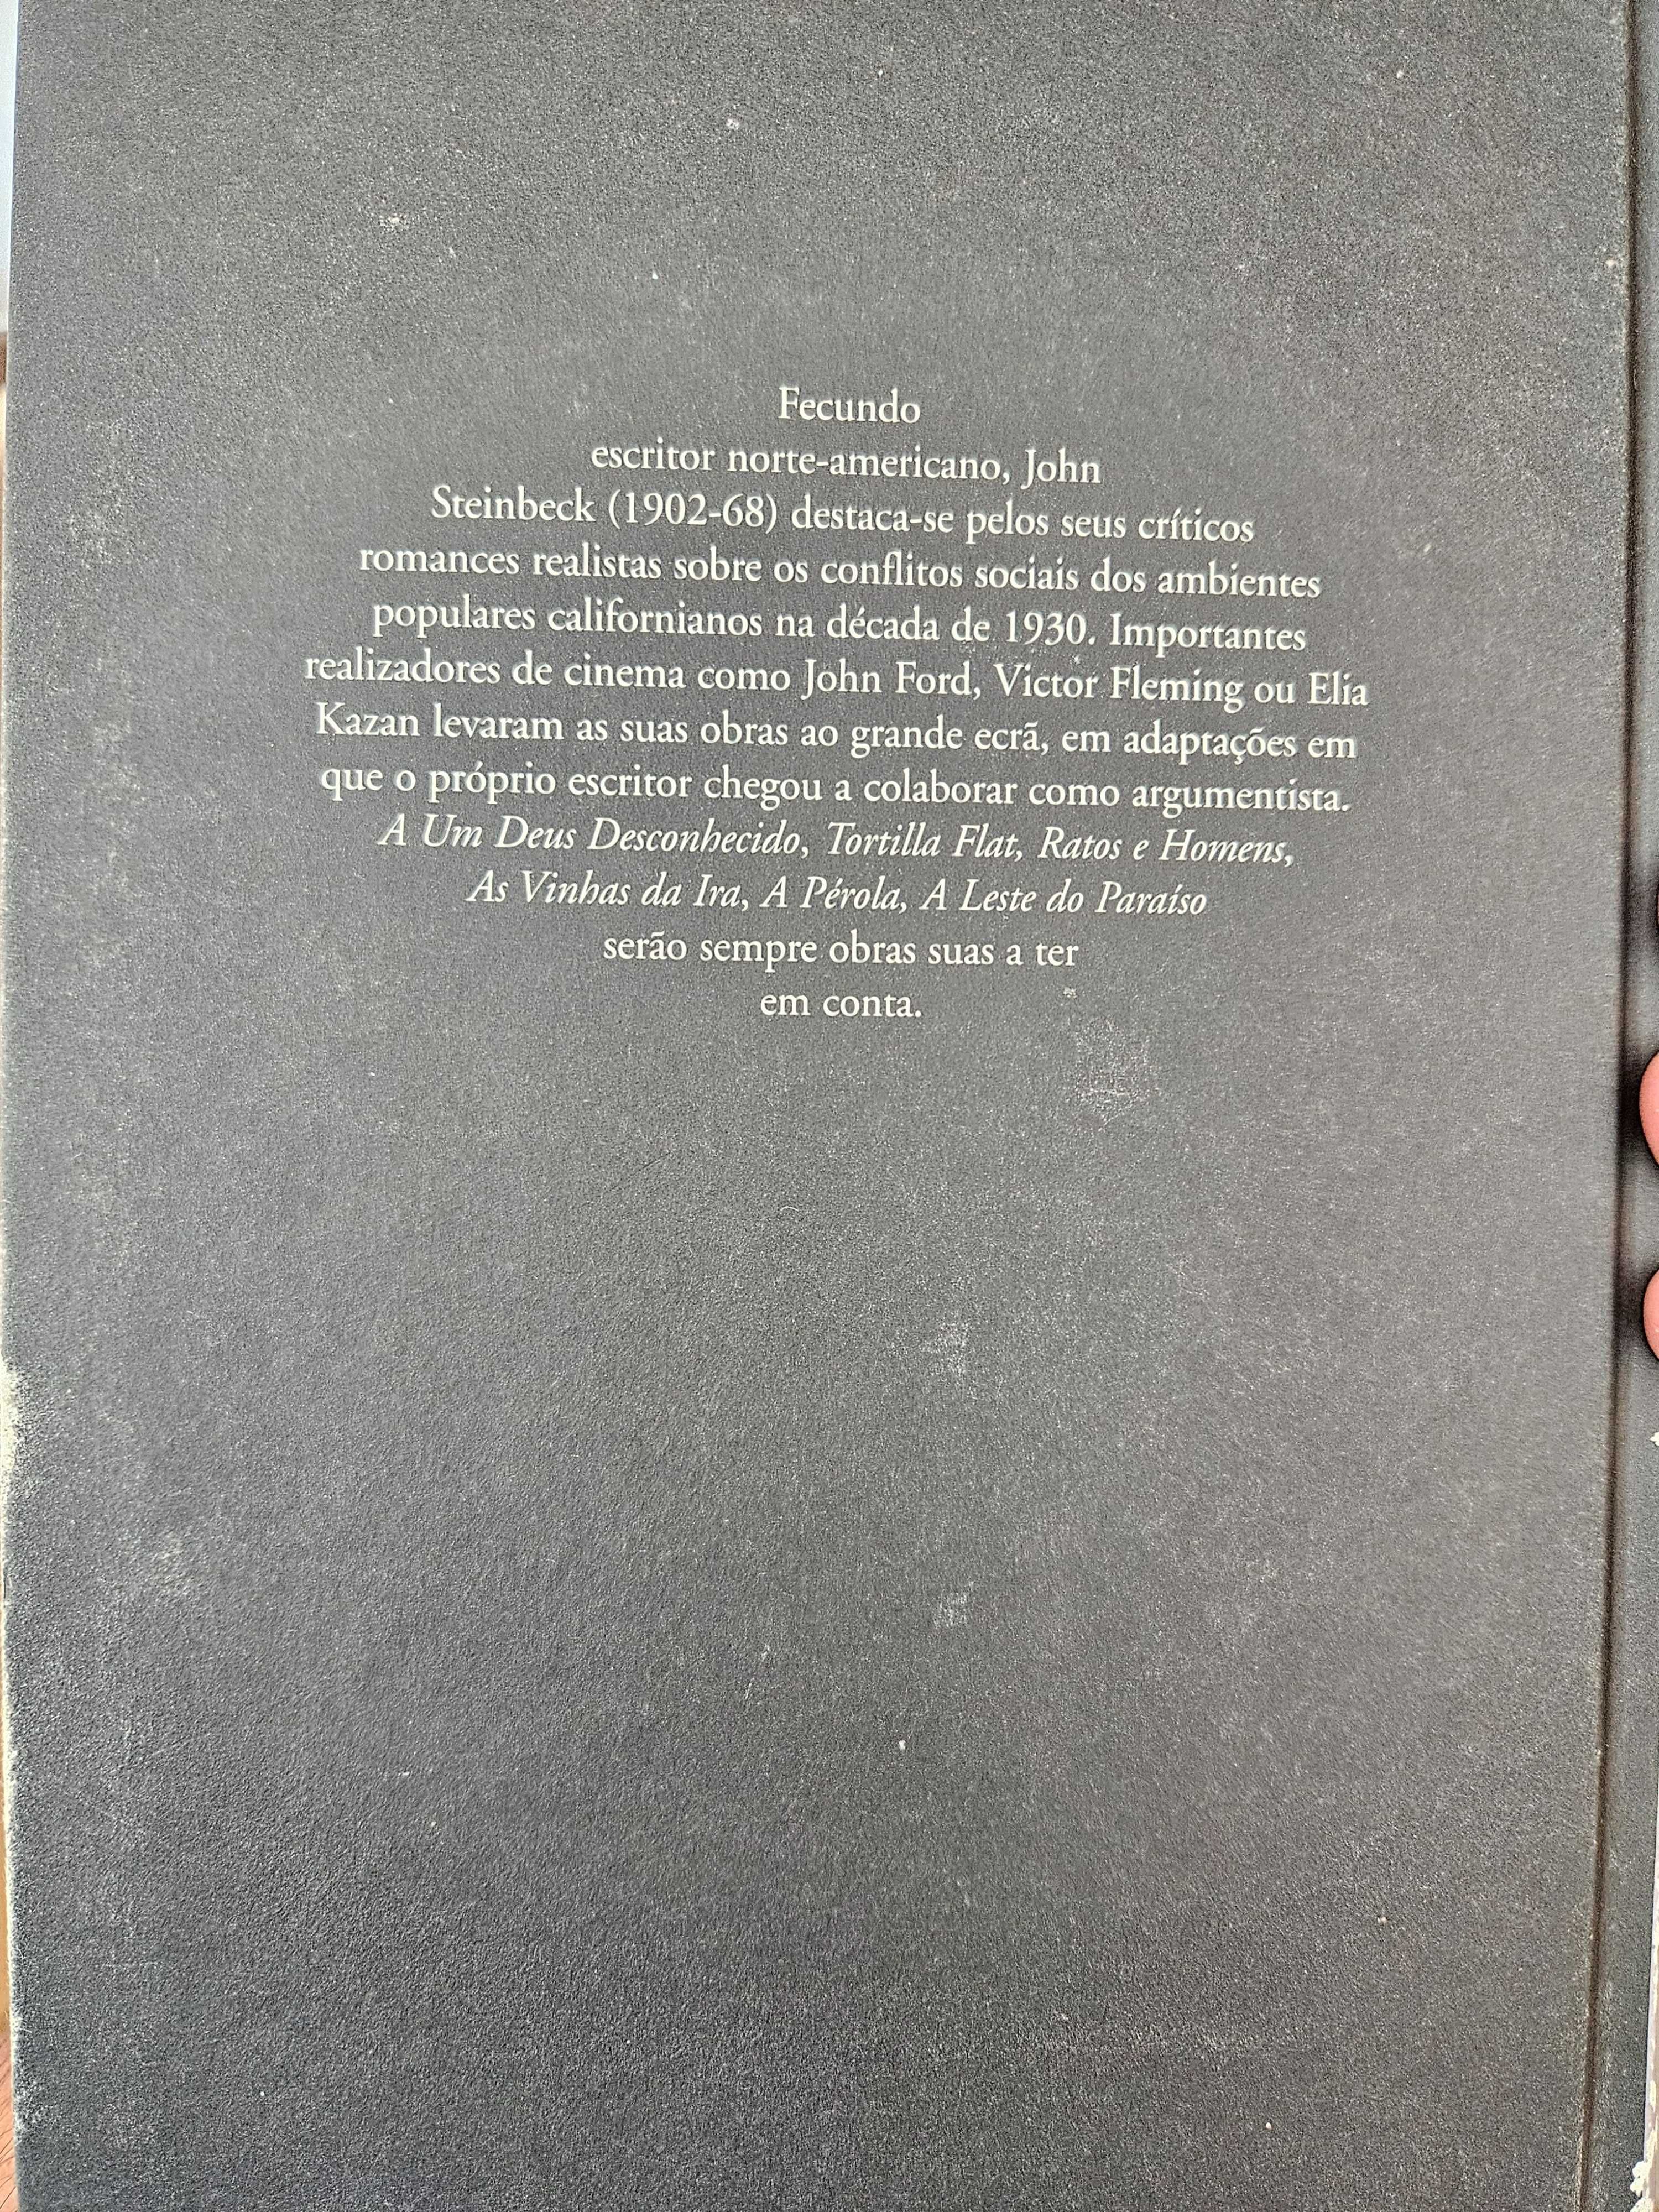 Fecundo
escritor norte-americano, John
Steinbeck (1902-68) destaca-se pelos seus críticos
romances realistas sobre os conflitos sociais dos ambientes
populares californianos na década de 1930. Importantes
realizadores de cinema como John Ford, Victor Fleming ou Elia
Kazan levaram as suas obras ao grande ecrã, em adaptações em
que o próprio escritor chegou a colaborar como argumentista.
A Um Deus Desconhecido, Tortilla Flat, Ratos e Homens,
As Vinhas da Ira, A Pérola, A Leste do Paraíso
serão sempre obras suas a ter
em conta.